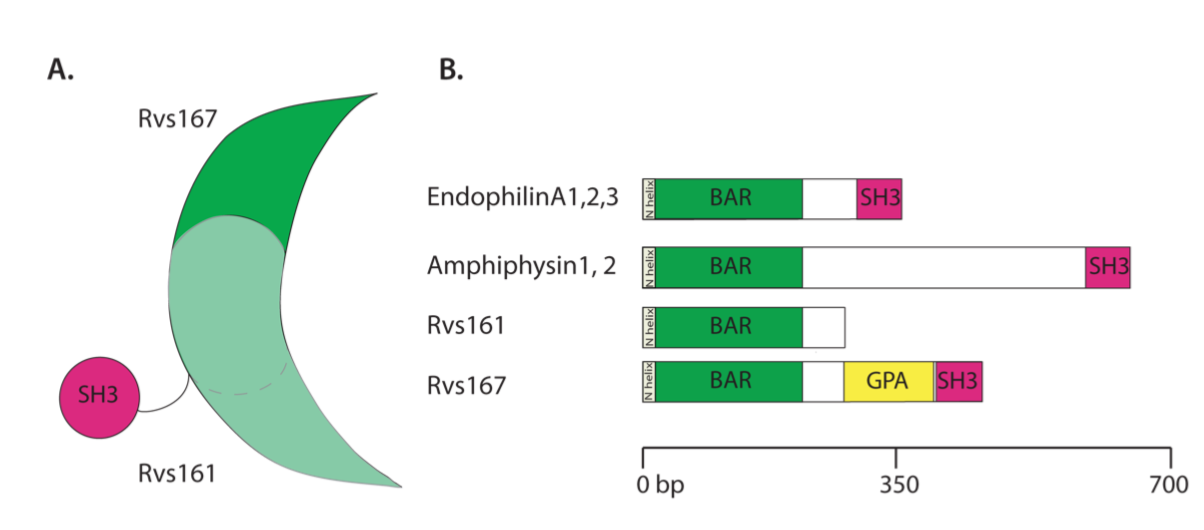 A.
Rvs167
SH3
Rvs161
B.
EndophilinA1,2,3
N helix
BAR
SH3
Amphiphysin1, 2
N helix
BAR
SH3
Rvs161
N helix
BAR
Rvs167
N helix
BAR
GPA
SH3
0 bp
350
700